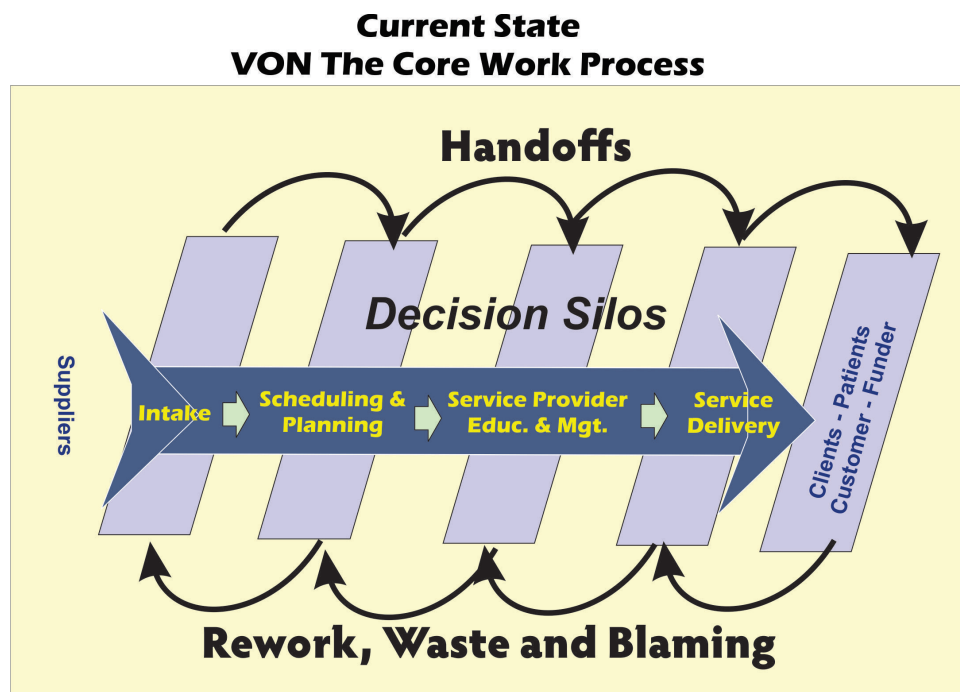 Current State
VON The Core Work Process
Handoffs
Decision Silos
Suppliers
Intake
Scheduling &
Planning
Service Provider
Educ. & Mgt.
Service
Delivery
Clients - Patients
Customer - Funder
Rework, Waste and Blaming